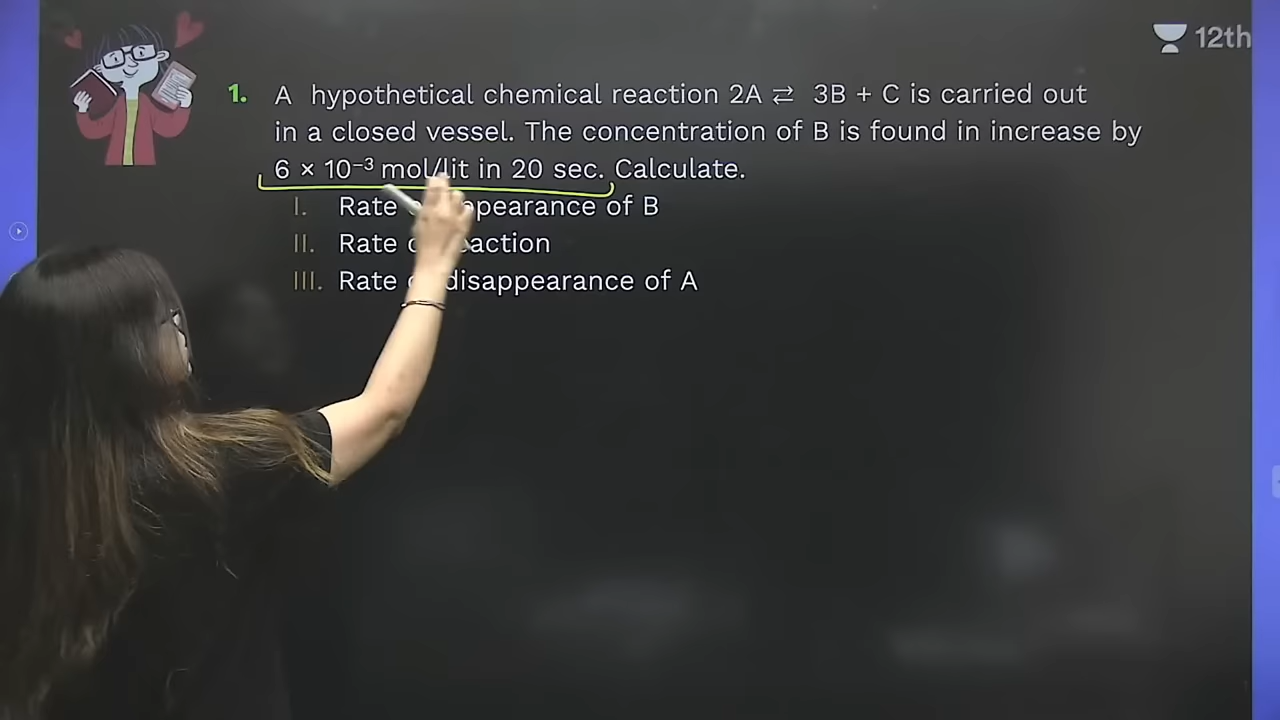 12th
1. A hypothetical chemical reaction 2A ⇄ 3B + C is carried out
in a closed vessel. The concentration of B is found in increase by
6 × 10⁻³ mol/lit in 20 sec. Calculate.
I. Rate appearance of B
II. Rate
III. Rate disappearance of A